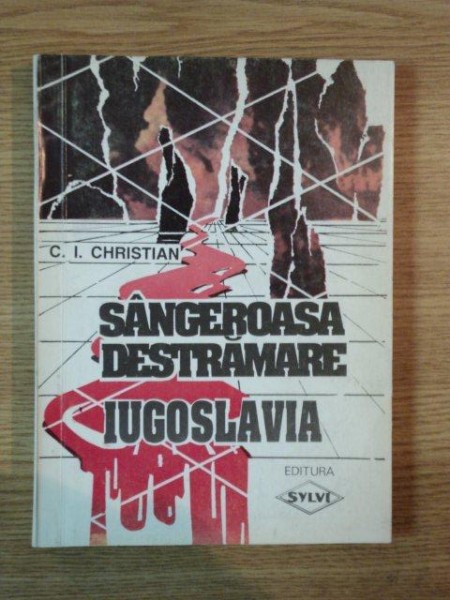 C. I. CHRISTIAN
SÂNGEROASA
DESTRĂMARE
IUGOSLAVIA
EDITURA
SYLVI